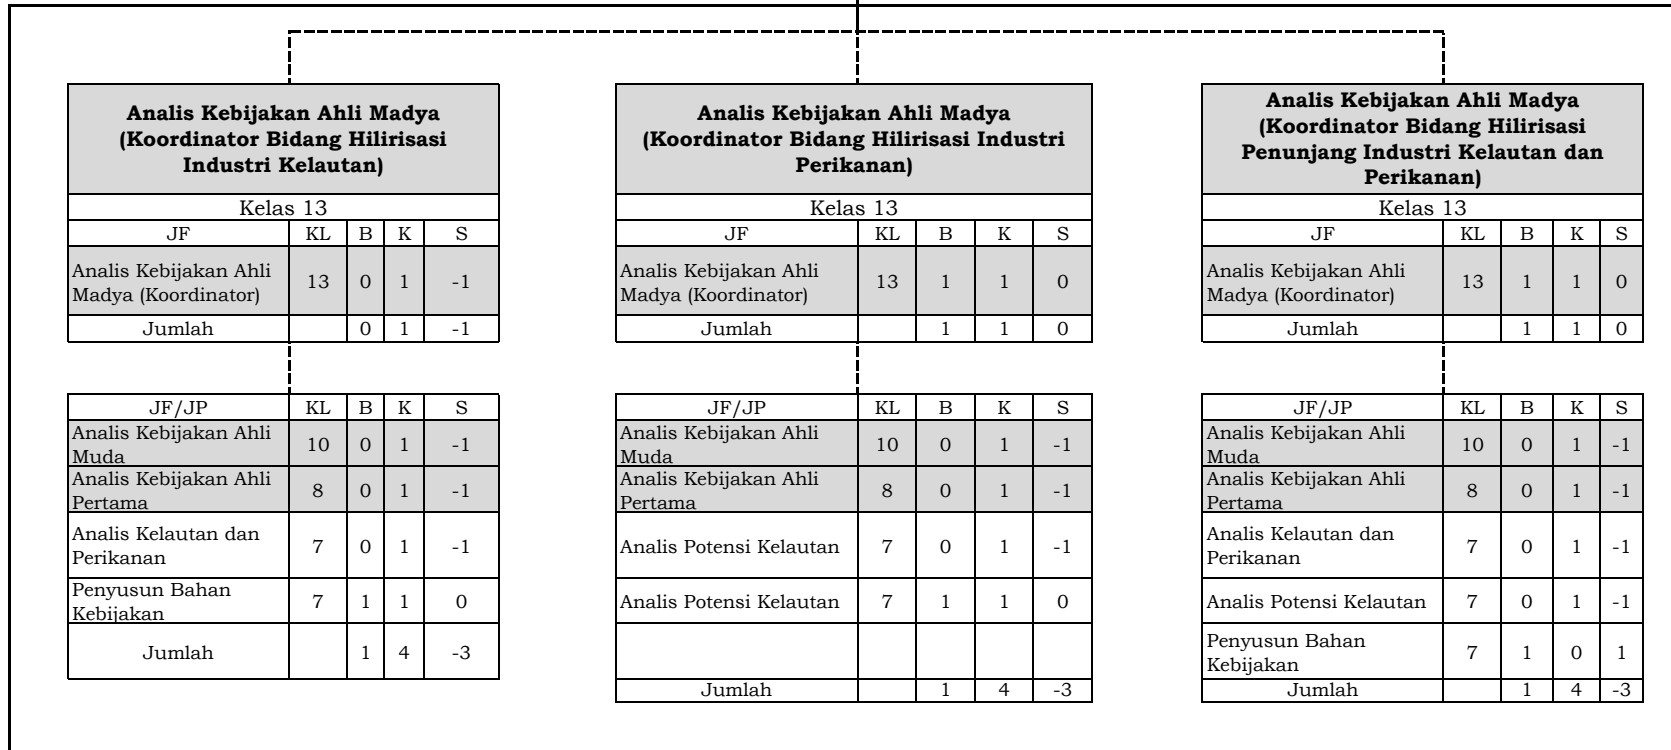 Analis Kebijakan Ahli Madya
(Koordinator Bidang Hilirisasi
Industri Kelautan)
Kelas 13
JF KL B K S
Analis Kebijakan Ahli
Madya (Koordinator) 13 0 1 -1
Jumlah 0 1 -1
JF/JP KL B K S
Analis Kebijakan Ahli
Muda 10 0 1 -1
Analis Kebijakan Ahli
Pertama 8 0 1 -1
Analis Kelautan dan
Perikanan 7 0 1 -1
Penyusun Bahan
Kebijakan 7 1 1 0
Jumlah 1 4 -3
Analis Kebijakan Ahli Madya
(Koordinator Bidang Hilirisasi Industri
Perikanan)
Kelas 13
JF KL B K S
Analis Kebijakan Ahli
Madya (Koordinator) 13 1 1 0
Jumlah 1 1 0
JF/JP KL B K S
Analis Kebijakan Ahli
Muda 10 0 1 -1
Analis Kebijakan Ahli
Pertama 8 0 1 -1
Analis Potensi Kelautan 7 0 1 -1
Analis Potensi Kelautan 7 1 1 0
Jumlah 1 4 -3
Analis Kebijakan Ahli Madya
(Koordinator Bidang Hilirisasi
Penunjang Industri Kelautan dan
Perikanan)
Kelas 13
JF KL B K S
Analis Kebijakan Ahli
Madya (Koordinator) 13 1 1 0
Jumlah 1 1 0
JF/JP KL B K S
Analis Kebijakan Ahli
Muda 10 0 1 -1
Analis Kebijakan Ahli
Pertama 8 0 1 -1
Analis Kelautan dan
Perikanan 7 0 1 -1
Analis Potensi Kelautan 7 0 1 -1
Penyusun Bahan
Kebijakan 7 1 0 1
Jumlah 1 4 -3